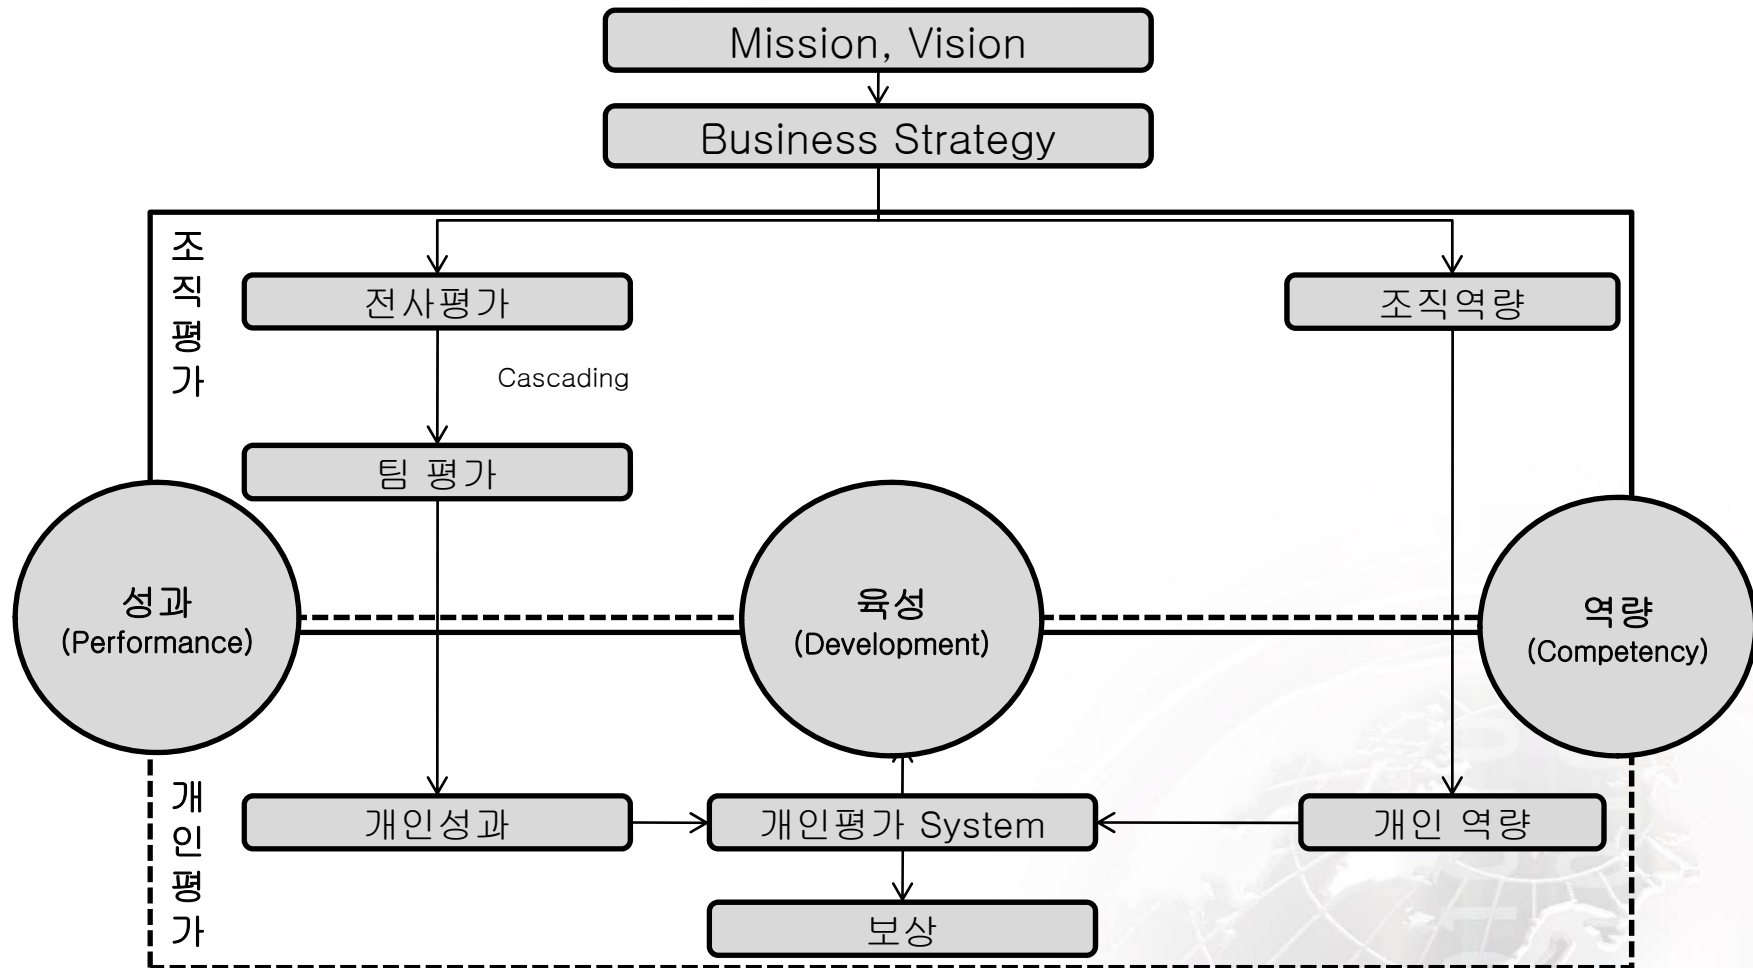 Mission, Vision
Business Strategy
조직평가
전사평가
조직역량
Cascading
팀 평가
성과
(Performance)
육성
(Development)
역량
(Competency)
개인평가
개인성과
개인평가 System
개인 역량
보상